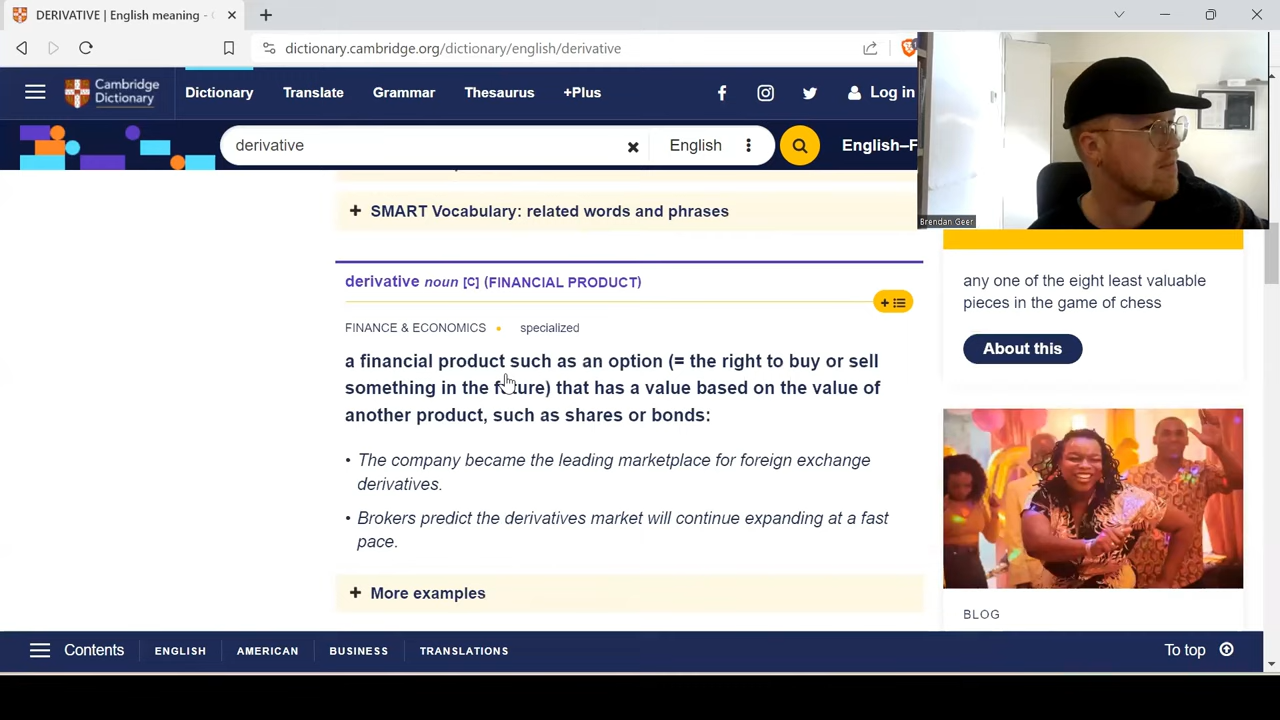 DERIVATIVE | English meaning -
dictionary.cambridge.org/dictionary/english/derivative
Cambridge Dictionary
Dictionary
Translate
Grammar
Thesaurus
+Plus
Log in
derivative
English
English–F
Brendan Geer
+ SMART Vocabulary: related words and phrases
derivative noun [C] (FINANCIAL PRODUCT)
FINANCE & ECONOMICS
specialized
a financial product such as an option (= the right to buy or sell
something in the future) that has a value based on the value of
another product, such as shares or bonds:
• The company became the leading marketplace for foreign exchange
derivatives.
• Brokers predict the derivatives market will continue expanding at a fast
pace.
+ More examples
any one of the eight least valuable
pieces in the game of chess
About this
BLOG
Contents
ENGLISH
AMERICAN
BUSINESS
TRANSLATIONS
To top